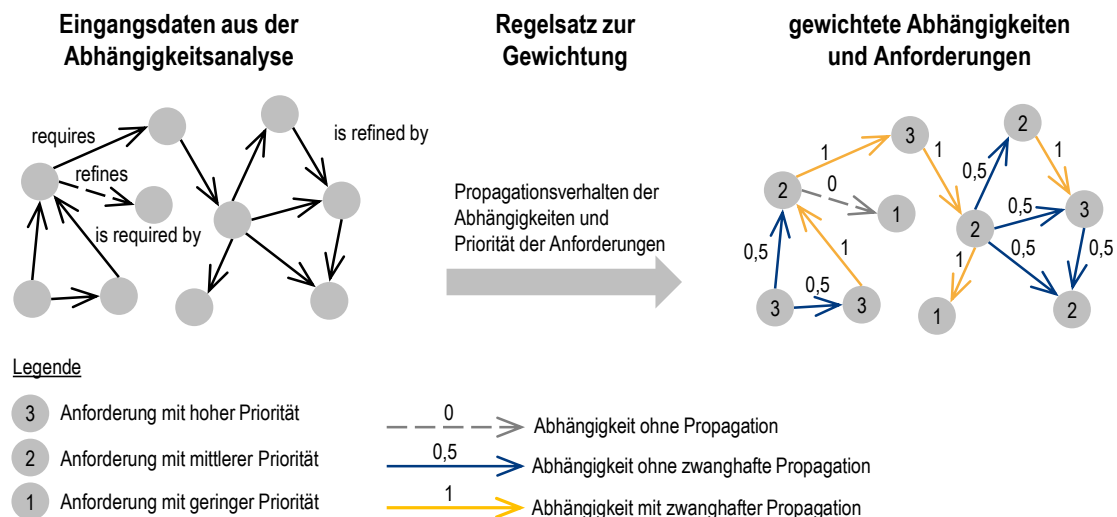 Eingangsdaten aus der
Abhängigkeitsanalyse
Regelsatz zur
Gewichtung
gewichtete Abhängigkeiten
und Anforderungen
requires
refines
is required by
is refined by
Propagationsverhalten der
Abhängigkeiten und
Priorität der Anforderungen
3
2
1
0
1
2
1
3
1
0,5
2
0,5
3
0,5
0,5
1
2
0,5
3
0,5
3
1
1
2
Legende
3 Anforderung mit hoher Priorität
2 Anforderung mit mittlerer Priorität
1 Anforderung mit geringer Priorität
0 Abhängigkeit ohne Propagation
0,5 Abhängigkeit ohne zwanghafte Propagation
1 Abhängigkeit mit zwanghafter Propagation